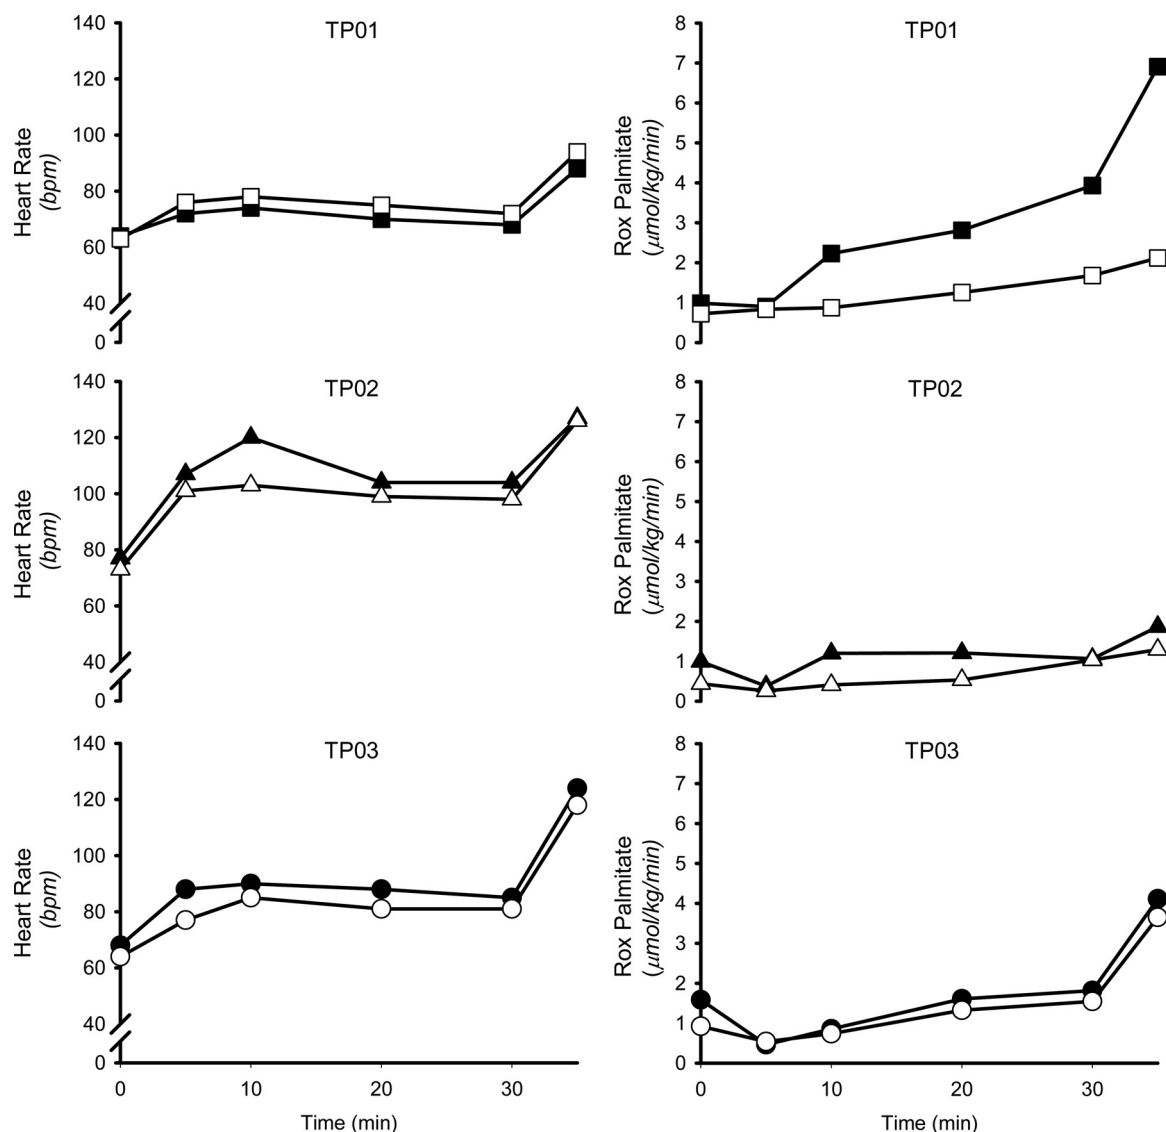 TP01
140
120
100
80
60
40
0
Heart Rate
(bpm)
TP01
8
7
6
5
4
3
2
1
0
Rox Palmitate
(μmol/kg/min)
TP02
140
120
100
80
60
40
0
Heart Rate
(bpm)
TP02
8
7
6
5
4
3
2
1
0
Rox Palmitate
(μmol/kg/min)
TP03
140
120
100
80
60
40
0
Heart Rate
(bpm)
0 10 20 30
Time (min)
TP03
8
7
6
5
4
3
2
1
0
Rox Palmitate
(μmol/kg/min)
0 10 20 30
Time (min)